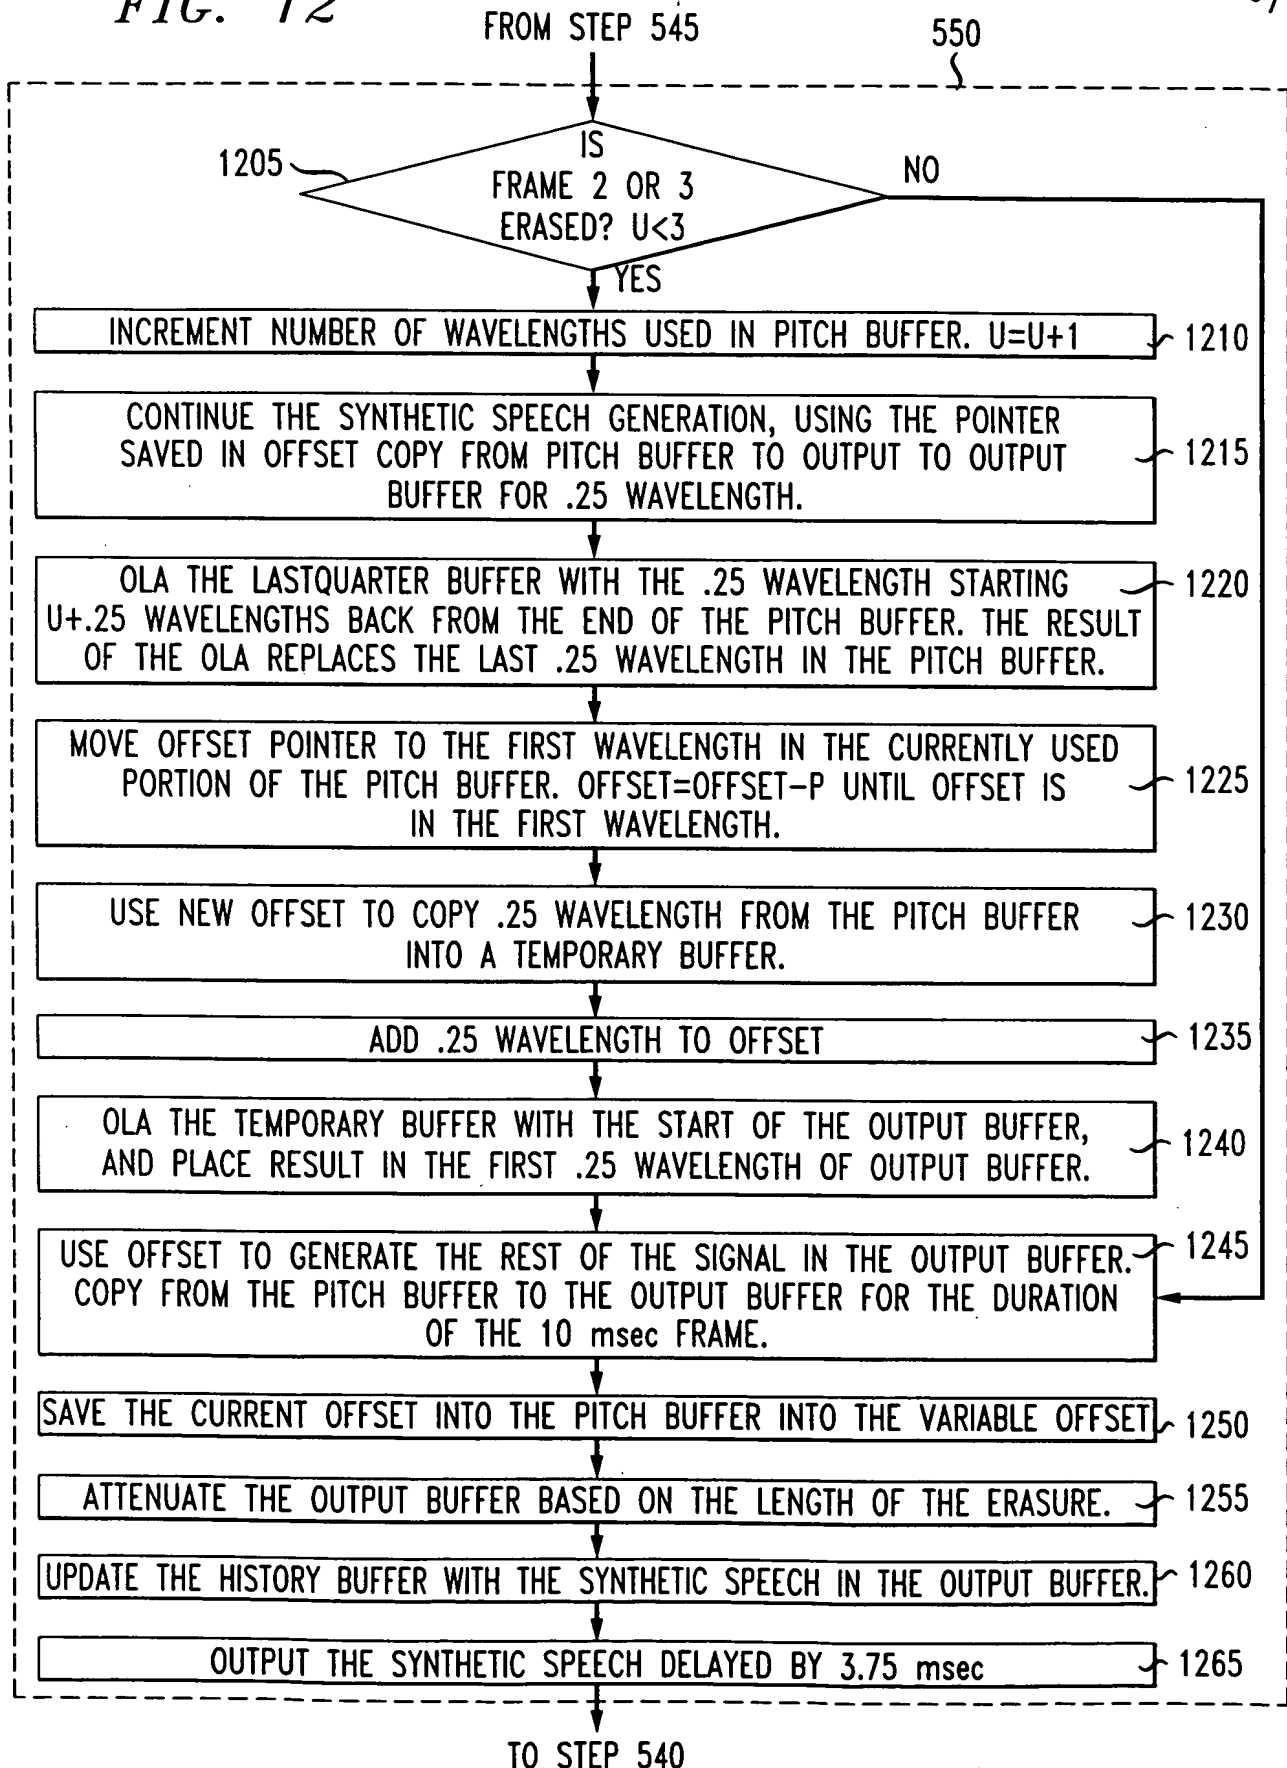 FIG. 12
FROM STEP 545
550
1205
IS
FRAME 2 OR 3
ERASED? U<3
NO
YES
INCREMENT NUMBER OF WAVELENGTHS USED IN PITCH BUFFER. U=U+1
1210
CONTINUE THE SYNTHETIC SPEECH GENERATION, USING THE POINTER
SAVED IN OFFSET COPY FROM PITCH BUFFER TO OUTPUT TO OUTPUT
BUFFER FOR .25 WAVELENGTH.
1215
OLA THE LASTQUARTER BUFFER WITH THE .25 WAVELENGTH STARTING
U+.25 WAVELENGTHS BACK FROM THE END OF THE PITCH BUFFER. THE RESULT
OF THE OLA REPLACES THE LAST .25 WAVELENGTH IN THE PITCH BUFFER.
1220
MOVE OFFSET POINTER TO THE FIRST WAVELENGTH IN THE CURRENTLY USED
PORTION OF THE PITCH BUFFER. OFFSET=OFFSET-P UNTIL OFFSET IS
IN THE FIRST WAVELENGTH.
1225
USE NEW OFFSET TO COPY .25 WAVELENGTH FROM THE PITCH BUFFER
INTO A TEMPORARY BUFFER.
1230
ADD .25 WAVELENGTH TO OFFSET
1235
OLA THE TEMPORARY BUFFER WITH THE START OF THE OUTPUT BUFFER,
AND PLACE RESULT IN THE FIRST .25 WAVELENGTH OF OUTPUT BUFFER.
1240
USE OFFSET TO GENERATE THE REST OF THE SIGNAL IN THE OUTPUT BUFFER.
COPY FROM THE PITCH BUFFER TO THE OUTPUT BUFFER FOR THE DURATION
OF THE 10 msec FRAME.
1245
SAVE THE CURRENT OFFSET INTO THE PITCH BUFFER INTO THE VARIABLE OFFSET
1250
ATTENUATE THE OUTPUT BUFFER BASED ON THE LENGTH OF THE ERASURE.
1255
UPDATE THE HISTORY BUFFER WITH THE SYNTHETIC SPEECH IN THE OUTPUT BUFFER.
1260
OUTPUT THE SYNTHETIC SPEECH DELAYED BY 3.75 msec
1265
TO STEP 540